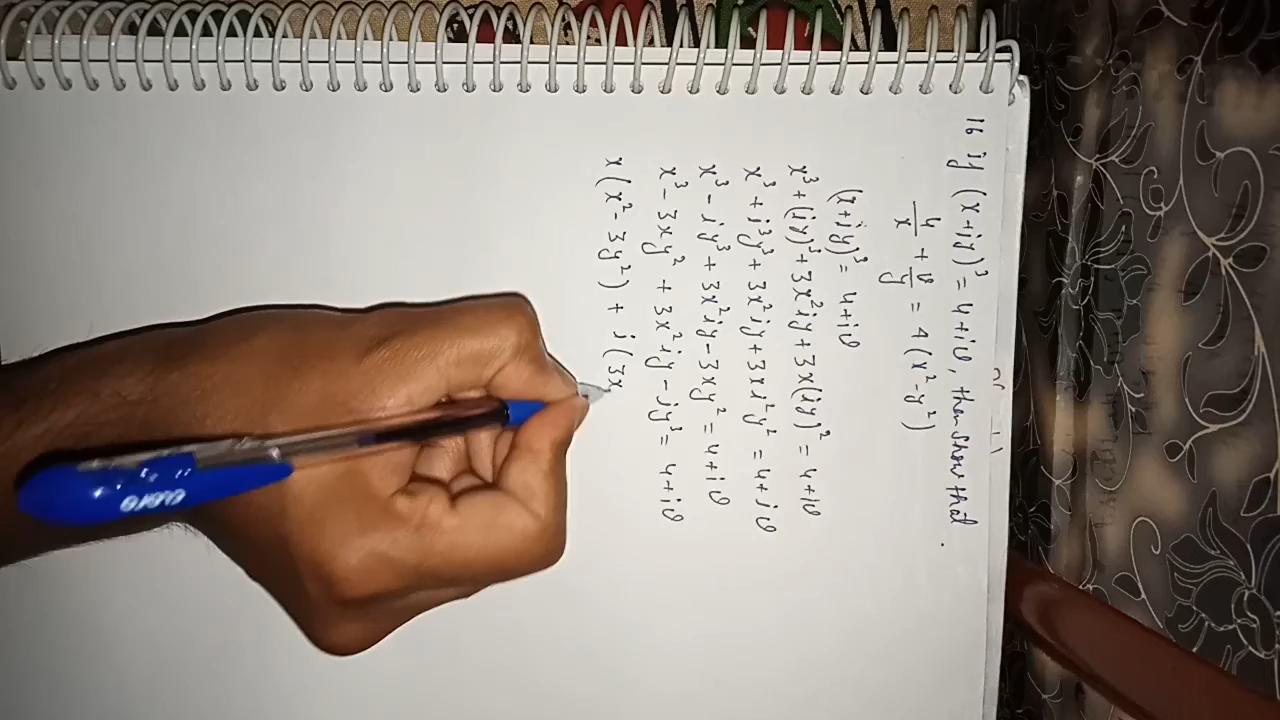 16 if (x+iy)³ = u+iv, then show that
u/x + v/y = 4(x²-y²)
(x+iy)³ = u+iv
x³+(iy)³+3x²iy+3x(iy)² = u+iv
x³+i³y³+3x²iy+3xi²y² = u+iv
x³-iy³+3x²iy-3xy² = u+iv
x³-3xy²+3x²iy-iy³ = u+iv
x(x²-3y²) + i(3x